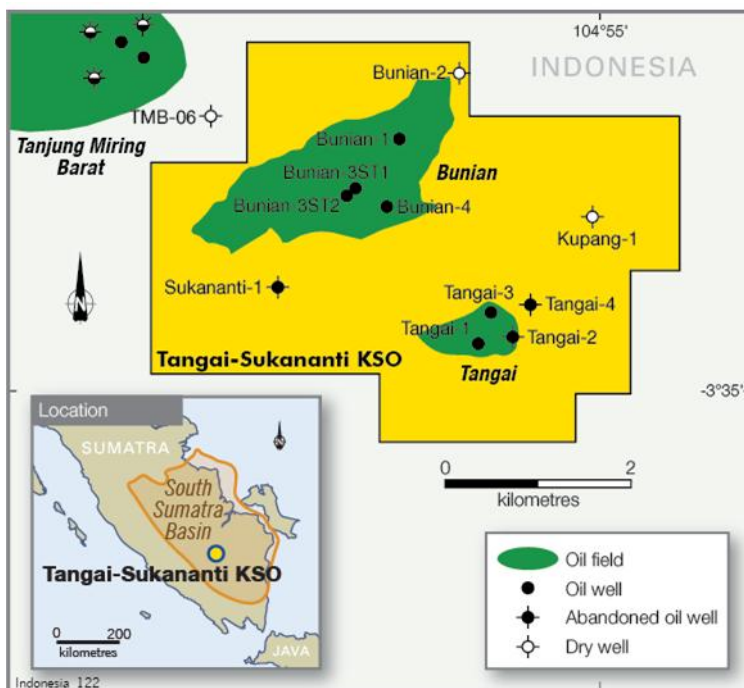 104°55'
INDONESIA
Bunian-2
TMB-06
Tanjung Miring
Barat
Bunian-1
Bunian-3ST1
Bunian
Bunian-3ST2
Bunian-4
Kupang-1
N
Sukananti-1
Tangai-3
Tangai-4
Tangai-1
Tangai-2
Tangai-Sukananti KSO
Tangai
-3°35'
Location
SUMATRA
N
South
Sumatra
Basin
Tangai-Sukananti KSO
0 200
kilometres
JAVA
0 2
kilometres
Oil field
Oil well
Abandoned oil well
Dry well
Indonesia 122